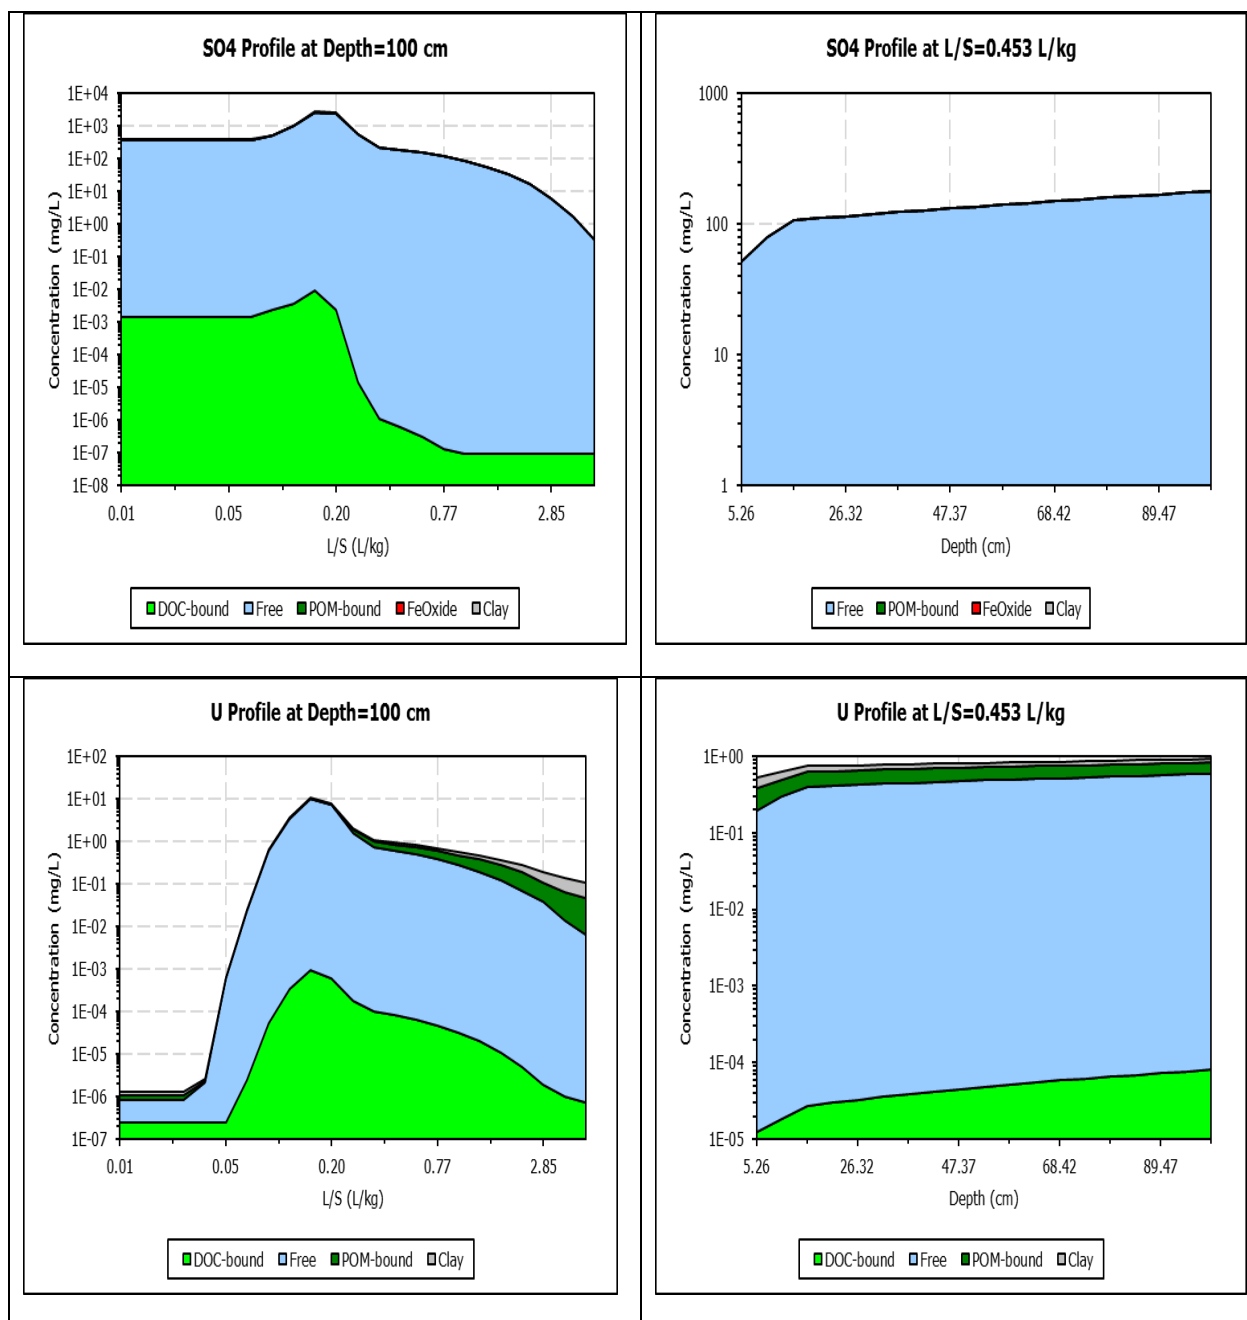 SO4 Profile at Depth=100 cm
1E+04
1E+03
1E+02
1E+01
1E+00
1E-01
1E-02
1E-03
1E-04
1E-05
1E-06
1E-07
1E-08
Concentration (mg/L)
0.01 0.05 0.20 0.77 2.85
L/S (L/kg)
DOC-bound Free POM-bound FeOxide Clay
SO4 Profile at L/S=0.453 L/kg
1000
100
10
1
Concentration (mg/L)
5.26 26.32 47.37 68.42 89.47
Depth (cm)
Free POM-bound FeOxide Clay
U Profile at Depth=100 cm
1E+02
1E+01
1E+00
1E-01
1E-02
1E-03
1E-04
1E-05
1E-06
1E-07
Concentration (mg/L)
0.01 0.05 0.20 0.77 2.85
L/S (L/kg)
DOC-bound Free POM-bound Clay
U Profile at L/S=0.453 L/kg
1E+00
1E-01
1E-02
1E-03
1E-04
1E-05
Concentration (mg/L)
5.26 26.32 47.37 68.42 89.47
Depth (cm)
DOC-bound Free POM-bound Clay